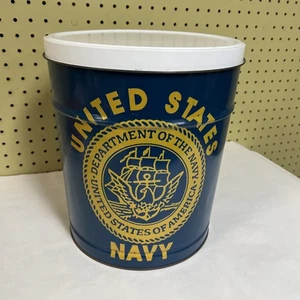 UNITED STATES
DEPARTMENT OF THE NAVY
UNITED STATES OF AMERICA
NAVY